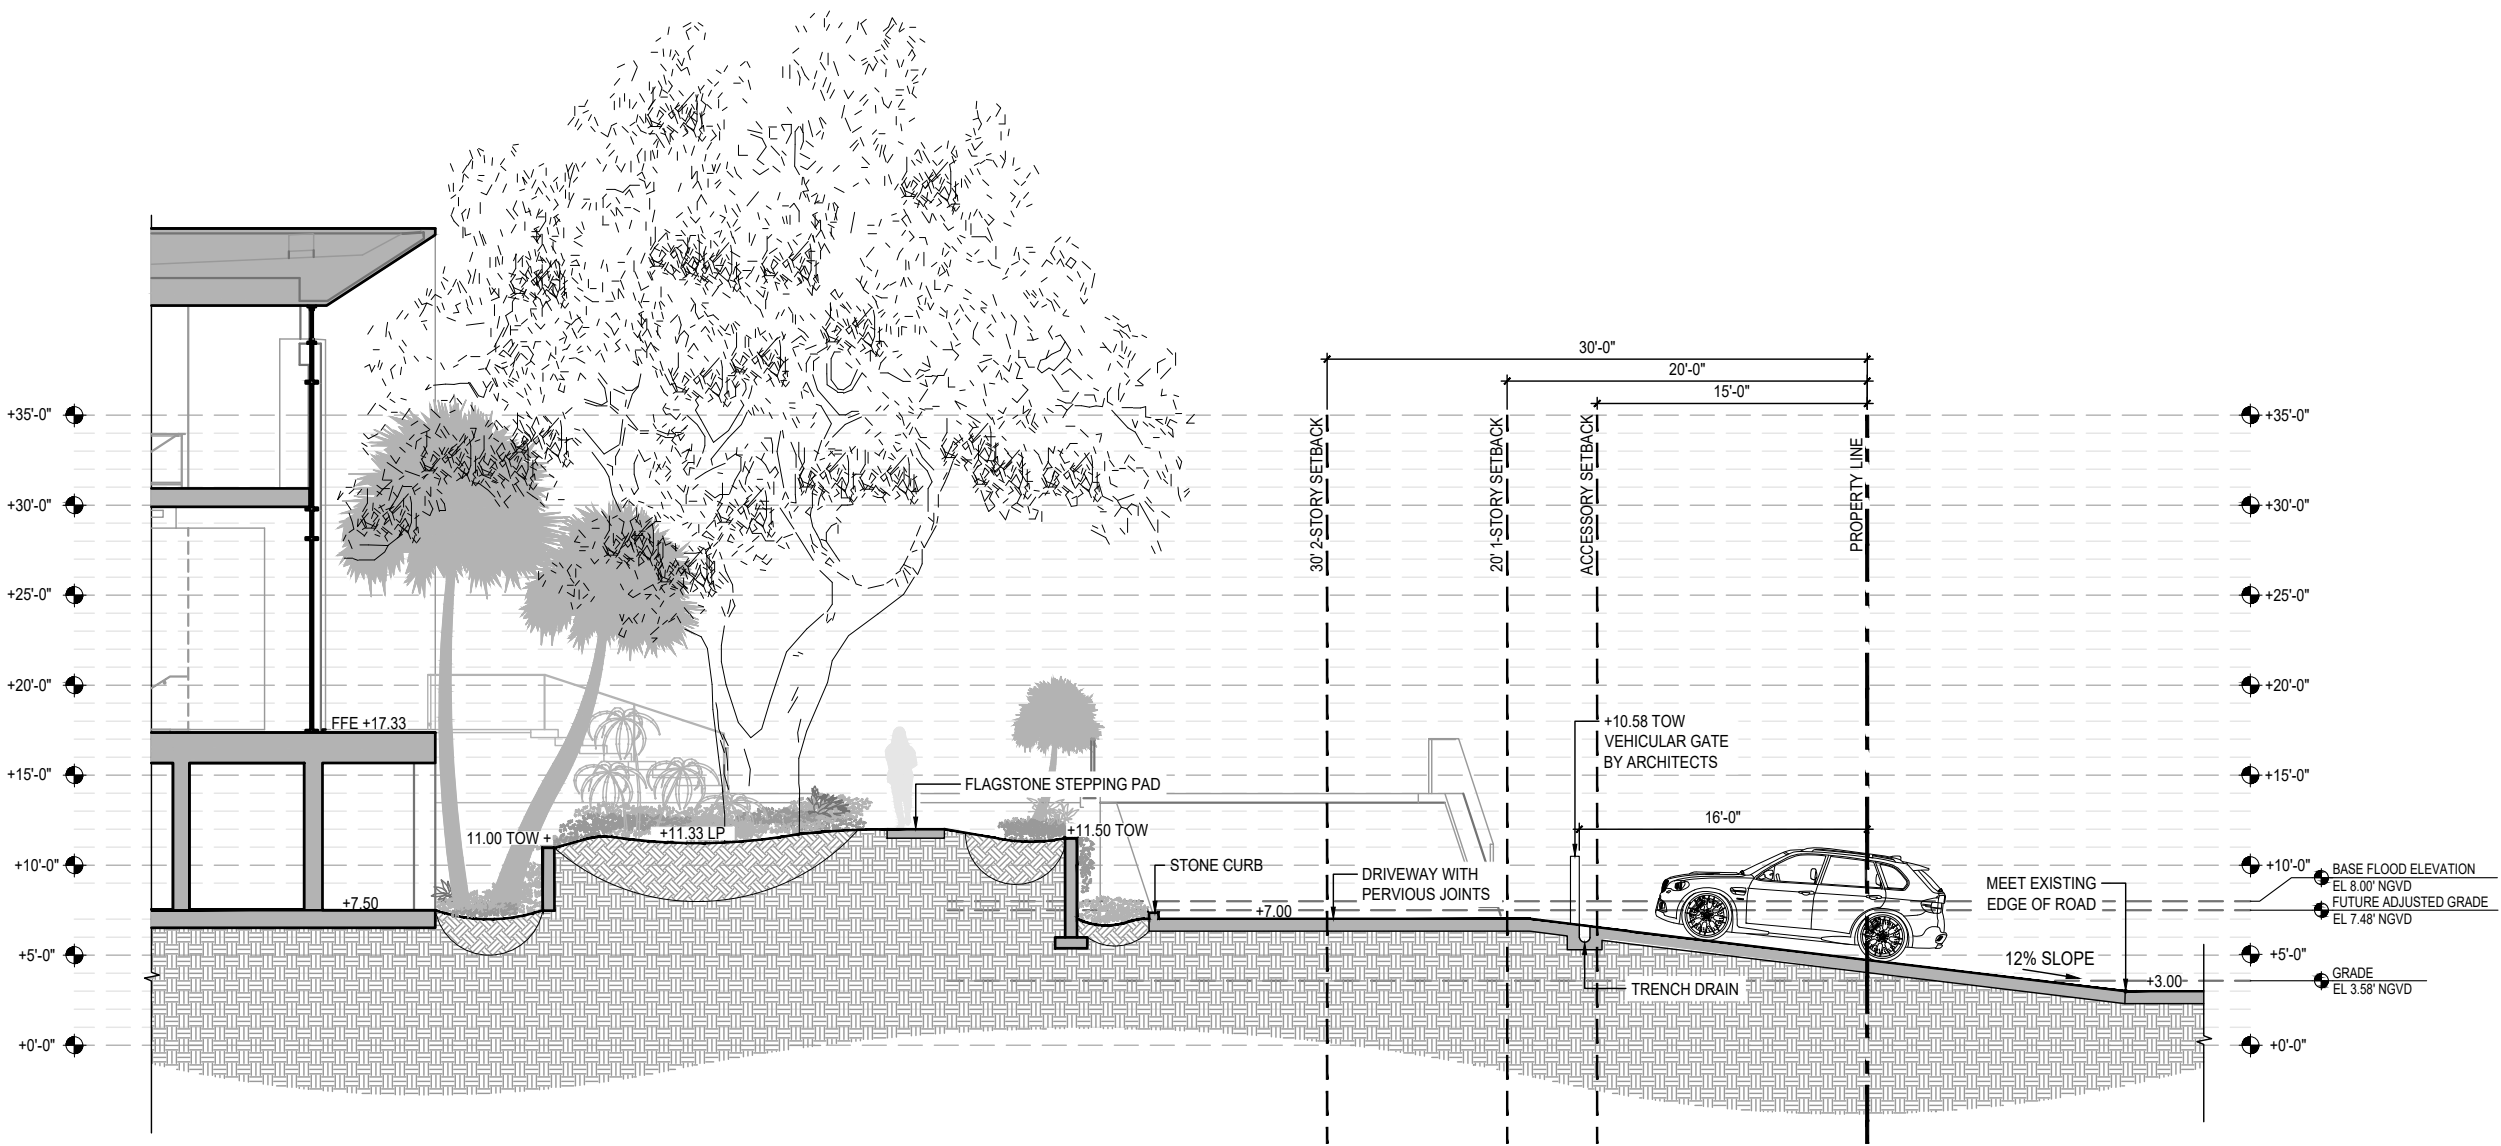 30'-0"
20'-0"
15'-0"
+35'-0"
+35'-0"
30' 2-STORY SETBACK
20' 1-STORY SETBACK
ACCESSORY SETBACK
PROPERTY LINE
+30'-0"
+30'-0"
+25'-0"
+25'-0"
+20'-0"
+20'-0"
FFE +17.33
+10.58 TOW
VEHICULAR GATE
BY ARCHITECTS
+15'-0"
+15'-0"
FLAGSTONE STEPPING PAD
16'-0"
11.00 TOW +
+11.33 LP
+11.50 TOW
+10'-0"
+10'-0"
STONE CURB
DRIVEWAY WITH
PERVIOUS JOINTS
MEET EXISTING
EDGE OF ROAD
BASE FLOOD ELEVATION
EL 8.00' NGVD
FUTURE ADJUSTED GRADE
EL 7.48' NGVD
+7.50
+7.00
+5'-0"
+5'-0"
12% SLOPE
TRENCH DRAIN
+3.00
GRADE
EL 3.58' NGVD
+0'-0"
+0'-0"